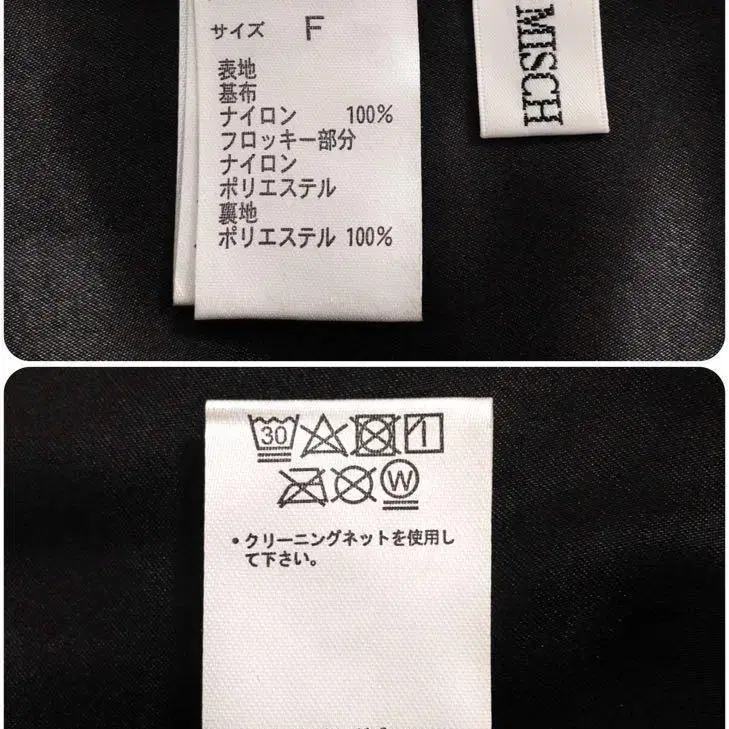 サイズ F
表地
基布
ナイロン 100%
フロッキー部分
ナイロン
ポリエステル
裏地
ポリエステル 100%
MISCH
30
W
・クリーニングネットを使用し
て下さい。